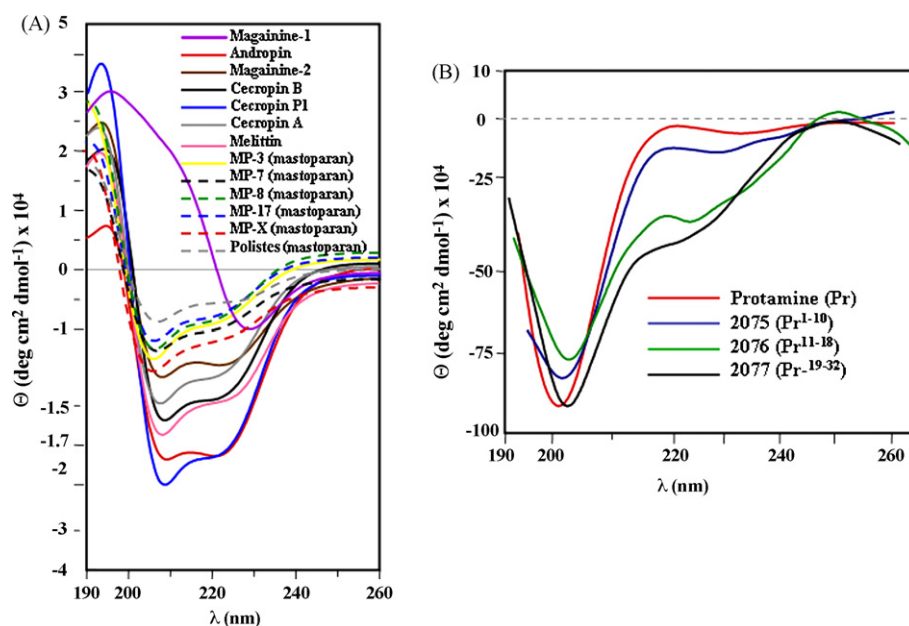 (A)
5
3
2
1
0
-1
-1.5
-1.7
-2
-3
-4
Θ (deg cm2 dmol-1) x 10⁴
190 200 220 240 260
λ (nm)
Magainine-1
Andropin
Magainine-2
Cecropin B
Cecropin P1
Cecropin A
Melittin
MP-3 (mastoparan)
MP-7 (mastoparan)
MP-8 (mastoparan)
MP-17 (mastoparan)
MP-X (mastoparan)
Polistes(mastoparan)
(B)
10
0
-25
-50
-75
-100
Θ (deg cm2 dmol-1) x 10⁴
190 200 220 240 260
λ (nm)
Protamine (Pr)
2075 (Pr¹⁻¹⁰)
2076 (Pr¹¹⁻¹⁸)
2077 (Pr-¹⁹⁻³²)